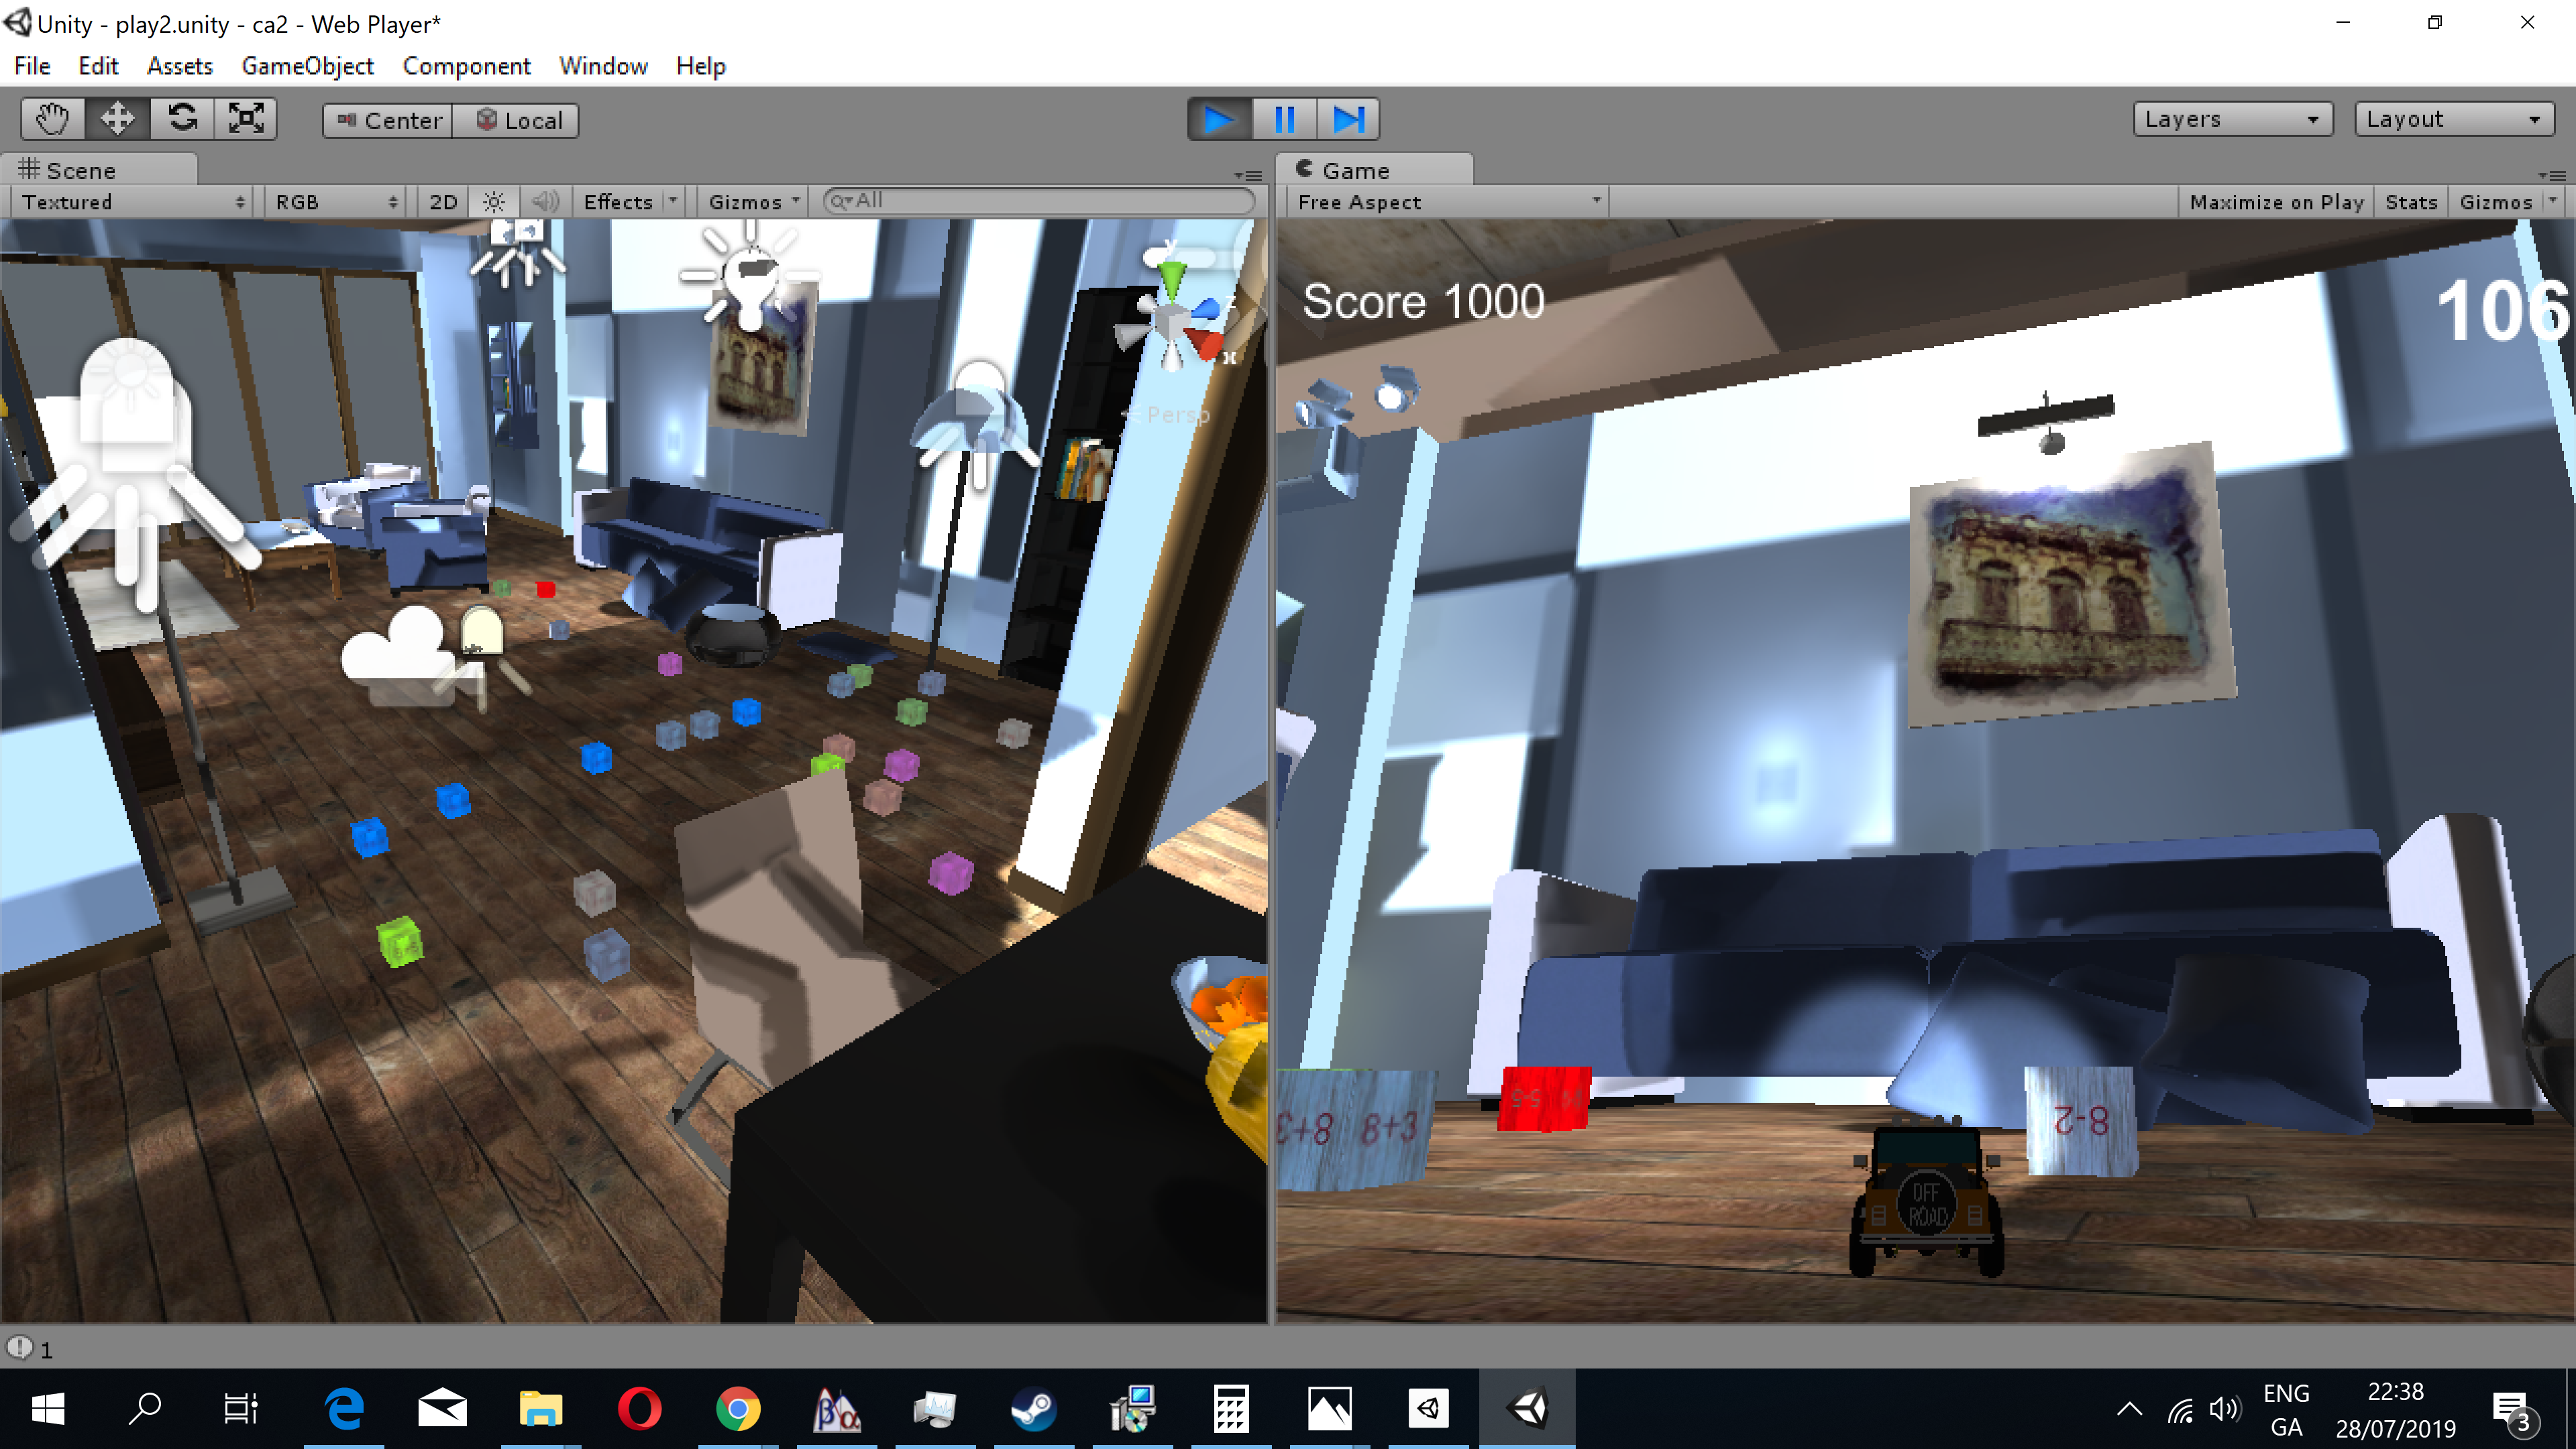 Unity - play2.unity - ca2 - Web Player*
File Edit Assets GameObject Component Window Help
Center Local Layers Layout
Scene Game
Textured RGB 2D Effects Gizmos All Free Aspect Maximize on Play Stats Gizmos
y
z
x
Persp
Score 1000
106
8+3 8-2
OFF
ROAD
1
ENG
GA
22:38
28/07/2019
3